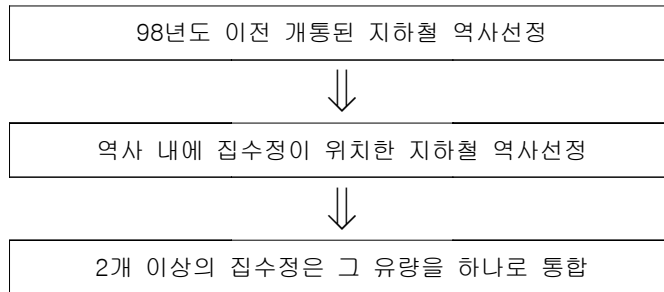 98년도 이전 개통된 지하철 역사선정
역사 내에 집수정이 위치한 지하철 역사선정
2개 이상의 집수정은 그 유량을 하나로 통합